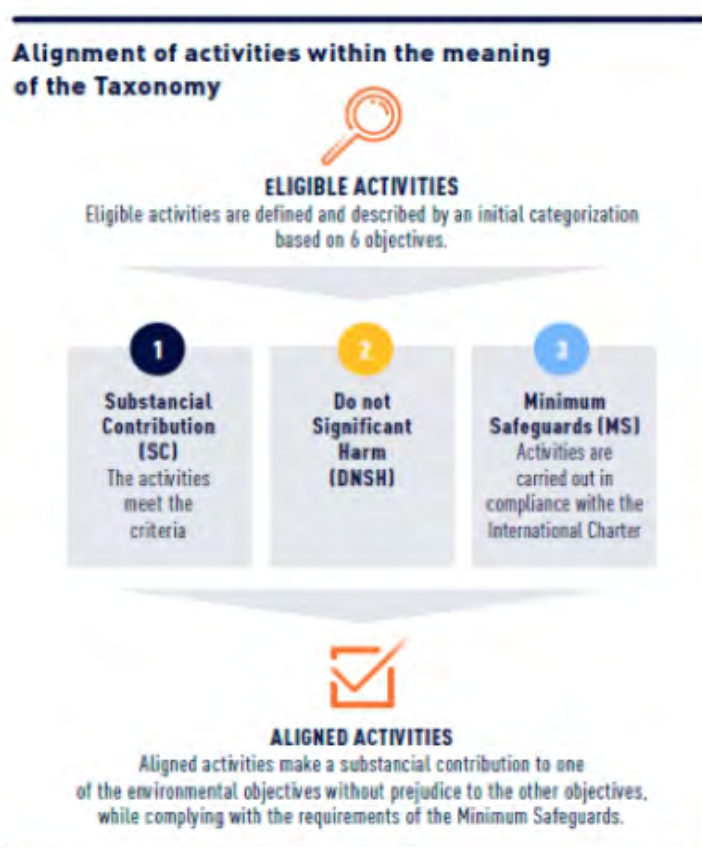 Alignment of activities within the meaning
of the Taxonomy
ELIGIBLE ACTIVITIES
Eligible activities are defined and described by an initial categorization
based on 6 objectives.
1
Substancial
Contribution
(SC)
The activities
meet the
criteria
2
Do not
Significant
Harm
(DNSH)
3
Minimum
Safeguards (MS)
Activities are
carried out in
compliance withe the
International Charter
ALIGNED ACTIVITIES
Aligned activities make a substancial contribution to one
of the environmental objectives without prejudice to the other objectives,
while complying with the requirements of the Minimum Safeguards.